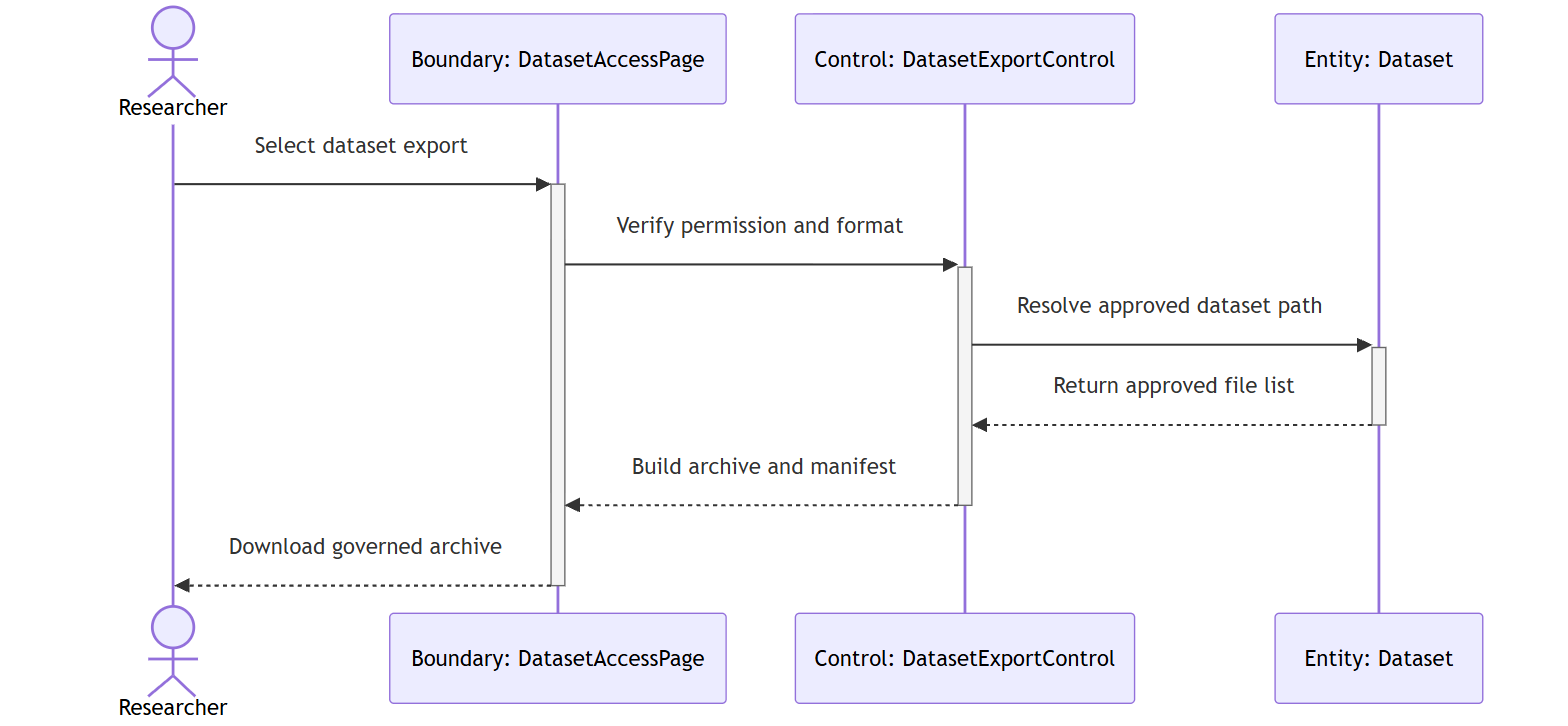 Boundary: DatasetAccessPage
Control: DatasetExportControl
Entity: Dataset
Researcher
Select dataset export
Verify permission and format
Resolve approved dataset path
Return approved file list
Build archive and manifest
Download governed archive
Boundary: DatasetAccessPage
Control: DatasetExportControl
Entity: Dataset
Researcher